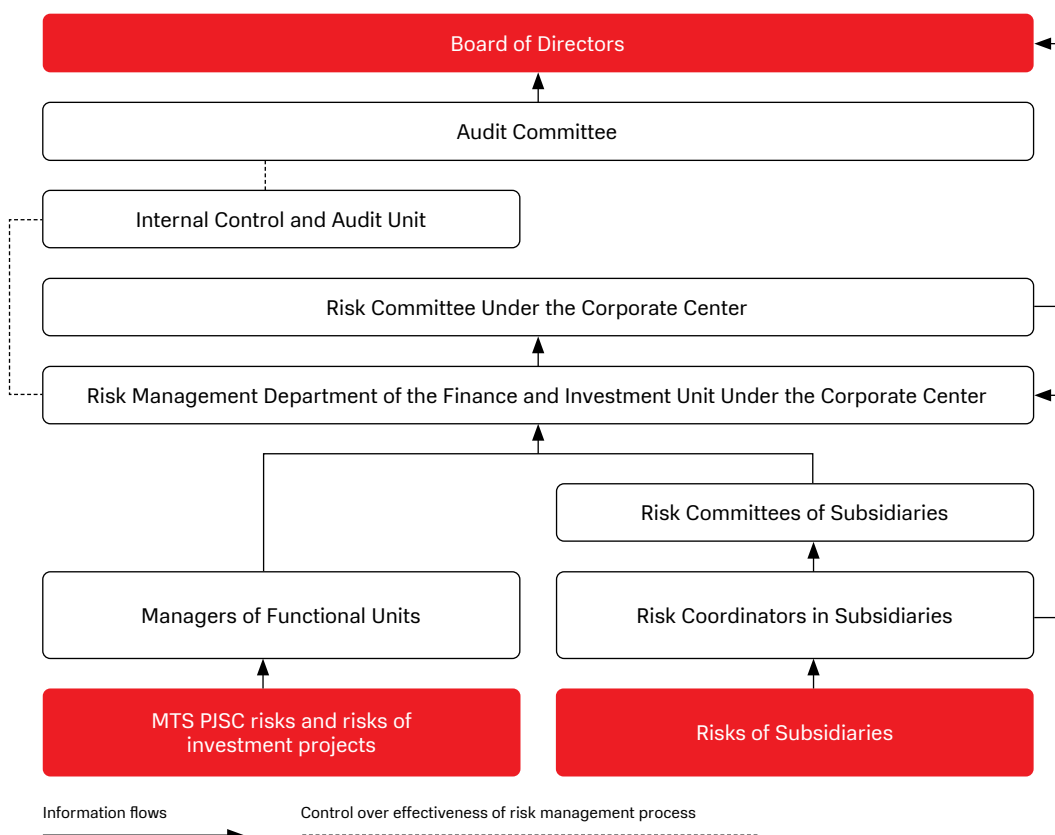 Board of Directors
Audit Committee
Internal Control and Audit Unit
Risk Committee Under the Corporate Center
Risk Management Department of the Finance and Investment Unit Under the Corporate Center
Risk Committees of Subsidiaries
Managers of Functional Units
Risk Coordinators in Subsidiaries
MTS PJSC risks and risks of
investment projects
Risks of Subsidiaries
Information flows
Control over effectiveness of risk management process